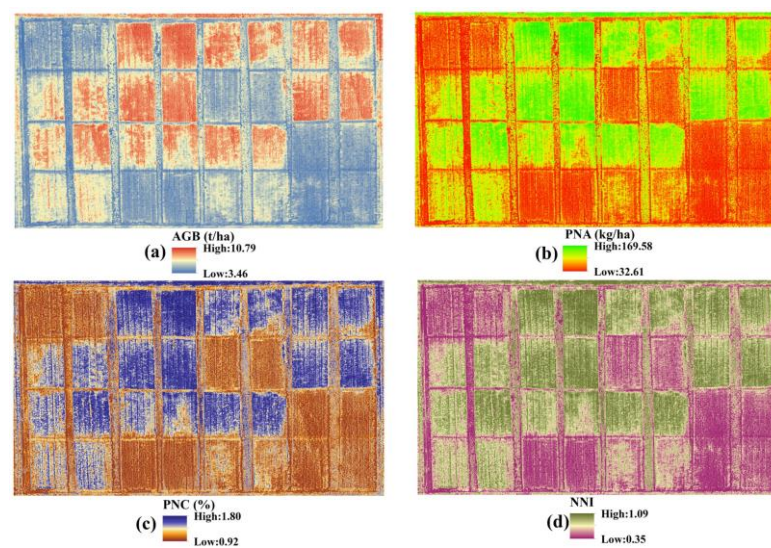 AGB (t/ha)
(a)
High:10.79
Low:3.46
PNA (kg/ha)
(b)
High:169.58
Low:32.61
PNC (%)
(c)
High:1.80
Low:0.92
NNI
(d)
High:1.09
Low:0.35